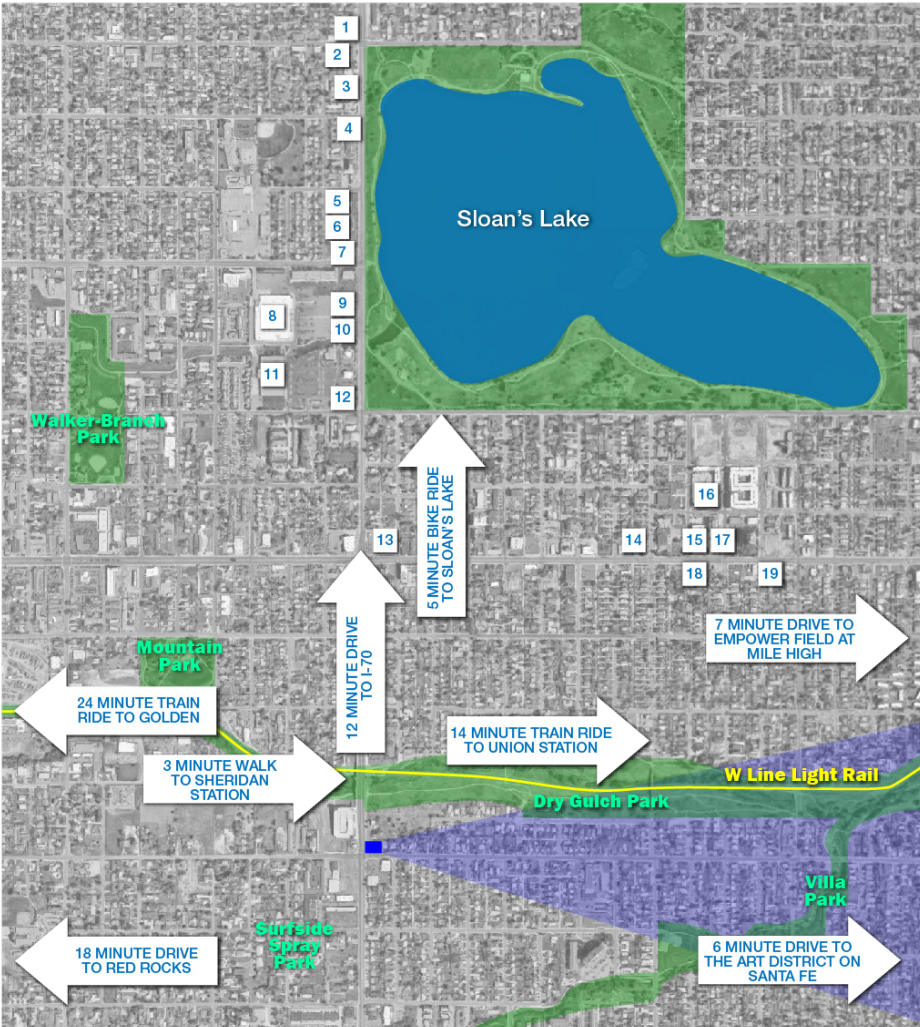 1
2
3
4
5
6
7
Sloan's Lake
8
9
10
11
12
Walker-Branch
Park
5 MINUTE BIKE RIDE
TO SLOAN'S LAKE
13
14
15
16
17
18
19
12 MINUTE DRIVE
TO I-70
7 MINUTE DRIVE TO
EMPOWER FIELD AT
MILE HIGH
Mountain
Park
24 MINUTE TRAIN
RIDE TO GOLDEN
14 MINUTE TRAIN RIDE
TO UNION STATION
3 MINUTE WALK
TO SHERIDAN
STATION
W Line Light Rail
Dry Gulch Park
Villa
Park
Surfside
Spray
Park
18 MINUTE DRIVE
TO RED ROCKS
6 MINUTE DRIVE TO
THE ART DISTRICT ON
SANTA FE